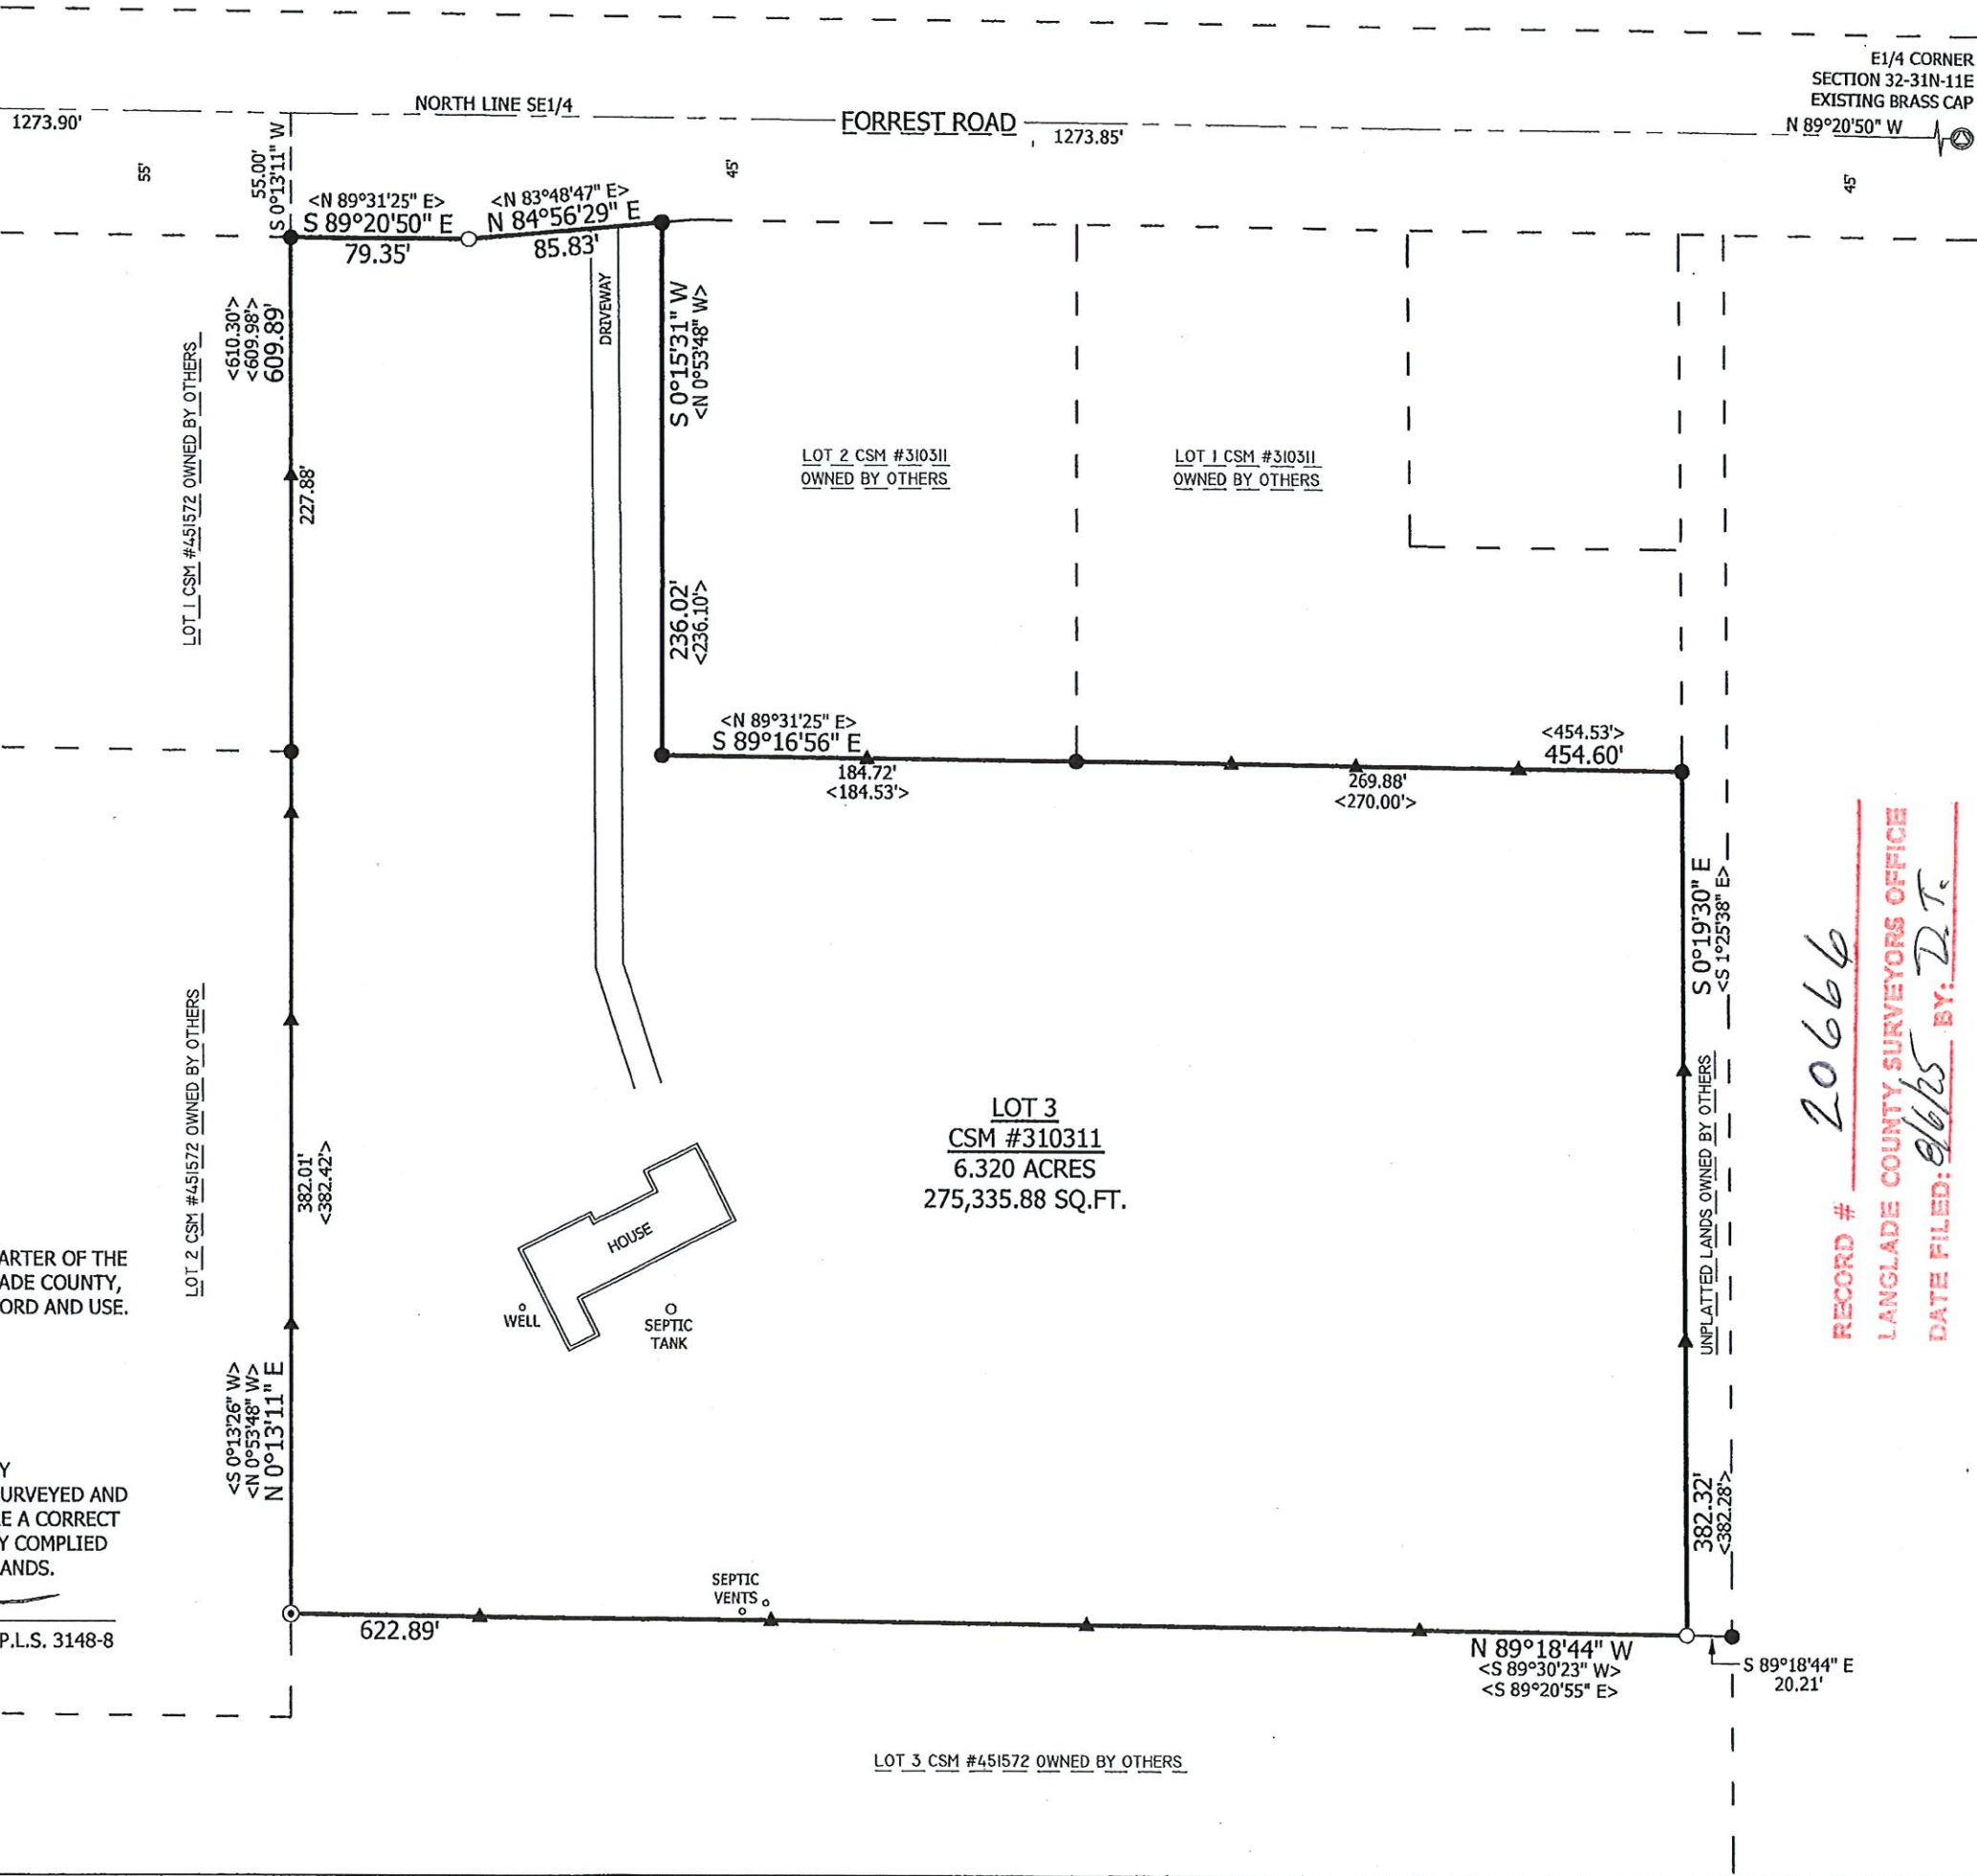 E1/4 CORNER
SECTION 32-31N-11E
EXISTING BRASS CAP
N 89°20'50" W
NORTH LINE SE1/4
FORREST ROAD
1273.90'
1273.85'
55'
55.00'
S 0°13'11" W
45'
45'
<N 89°31'25" E>
S 89°20'50" E
79.35'
<N 83°48'47" E>
N 84°56'29" E
85.83'
DRIVEWAY
<610.30'>
<609.98'>
609.89'
LOT 1 CSM #451572 OWNED BY OTHERS
227.88'
S 0°15'31" W
<N 0°53'48" W>
236.02'
<236.10'>
LOT 2 CSM #310311
OWNED BY OTHERS
LOT 1 CSM #310311
OWNED BY OTHERS
<N 89°31'25" E>
S 89°16'56" E
184.72'
<184.53'>
<454.53'>
454.60'
269.88'
<270.00'>
S 0°19'30" E
<S 1°25'38" E>
UNPLATTED LANDS OWNED BY OTHERS
382.32'
<382.28'>
RECORD # 20666
LANGLADE COUNTY SURVEYORS OFFICE
DATE FILED: 8/6/25 BY: D.T.
LOT 2 CSM #451572 OWNED BY OTHERS
382.01'
<382.42'>
LOT 3
CSM #310311
6.320 ACRES
275,335.88 SQ.FT.
HOUSE
WELL
SEPTIC
TANK
ARTER OF THE
ADE COUNTY,
ORD AND USE.
<S 0°13'26" W>
<N 0°53'48" W>
N 0°13'11" E
Y
URVEYED AND
E A CORRECT
Y COMPLIED
ANDS.
P.L.S. 3148-8
SEPTIC
VENTS
622.89'
N 89°18'44" W
<S 89°30'23" W>
<S 89°20'55" E>
S 89°18'44" E
20.21'
LOT 3 CSM #451572 OWNED BY OTHERS